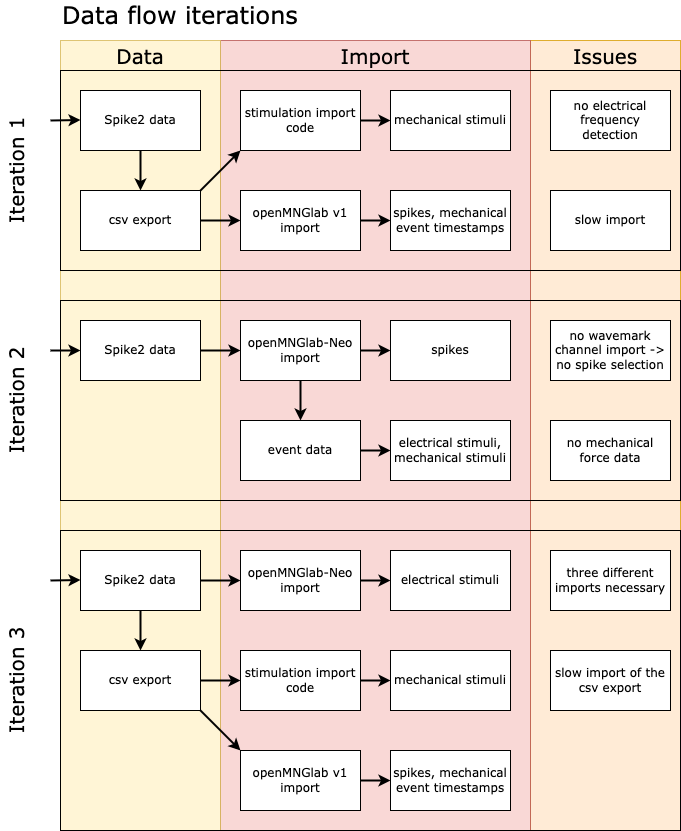 Data flow iterations
Data
Import
Issues
Iteration 1
Spike2 data
stimulation import
code
mechanical stimuli
no electrical
frequency
detection
csv export
openMNGlab v1
import
spikes, mechanical
event timestamps
slow import
Iteration 2
Spike2 data
openMNGlab-Neo
import
spikes
no wavemark
channel import ->
no spike selection
event data
electrical stimuli,
mechanical stimuli
no mechanical
force data
Iteration 3
Spike2 data
openMNGlab-Neo
import
electrical stimuli
three different
imports necessary
csv export
stimulation import
code
mechanical stimuli
slow import of the
csv export
openMNGlab v1
import
spikes, mechanical
event timestamps